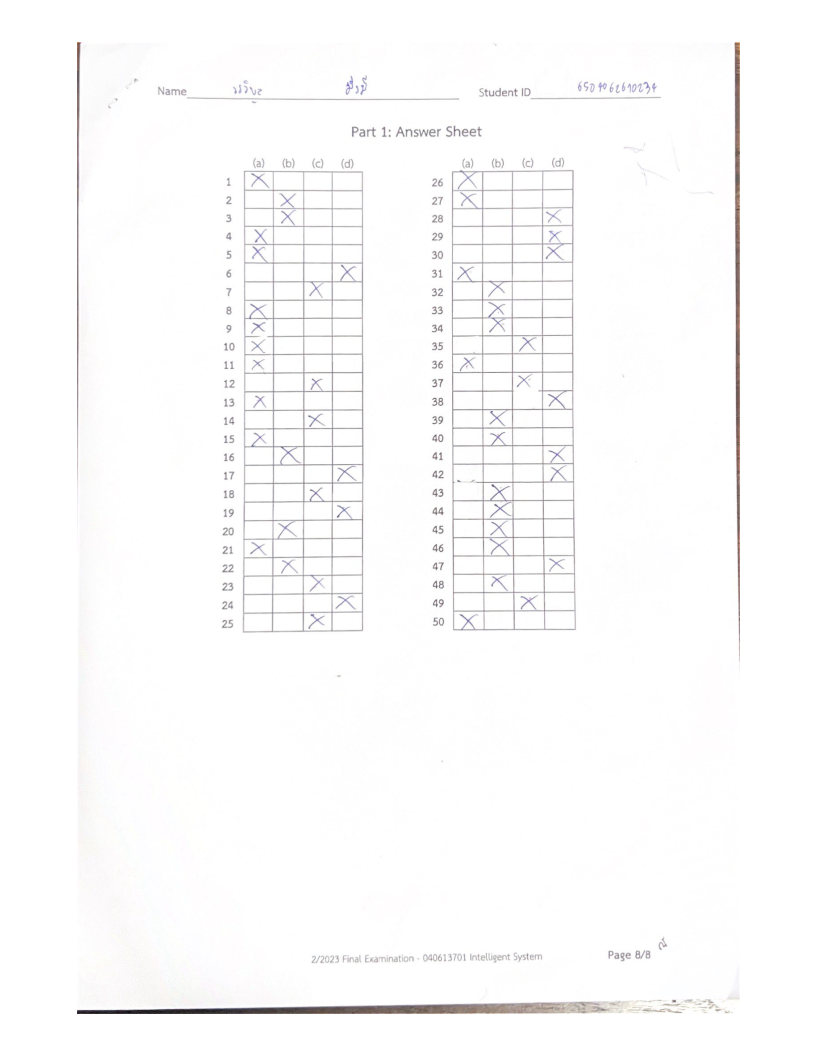 Name Student ID
Part 1: Answer Sheet
(a) (b) (c) (d) (a) (b) (c) (d)
1 X 26 X
2 X 27 X
3 X 28 X
4 X 29 X
5 X 30 X
6 X 31 X
7 X 32 X
8 X 33 X
9 X 34 X
10 X 35 X
11 X 36 X
12 X 37 X
13 X 38 X
14 X 39 X
15 X 40 X
16 X 41 X
17 X 42 X
18 X 43 X
19 X 44 X
20 X 45 X
21 X 46 X
22 X 47 X
23 X 48 X
24 X 49 X
25 X 50 X
2/2023 Final Examination - 040613701 Intelligent System Page 8/8